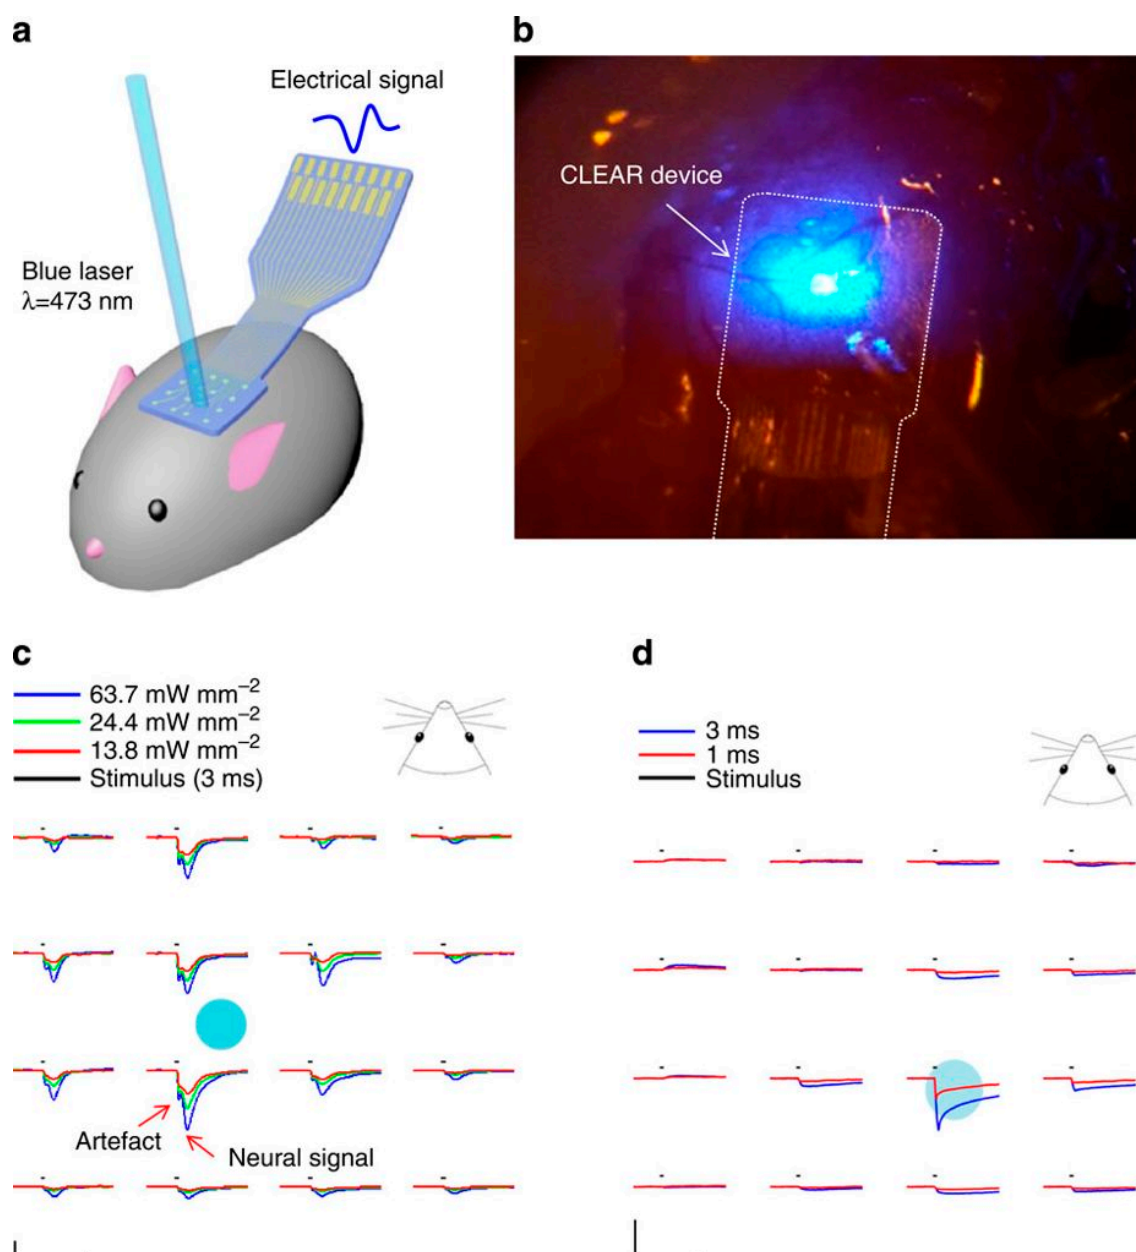 a
Electrical signal
Blue laser
λ=473 nm
b
CLEAR device
c
63.7 mW mm⁻²
24.4 mW mm⁻²
13.8 mW mm⁻²
Stimulus (3 ms)
Artefact
Neural signal
d
3 ms
1 ms
Stimulus